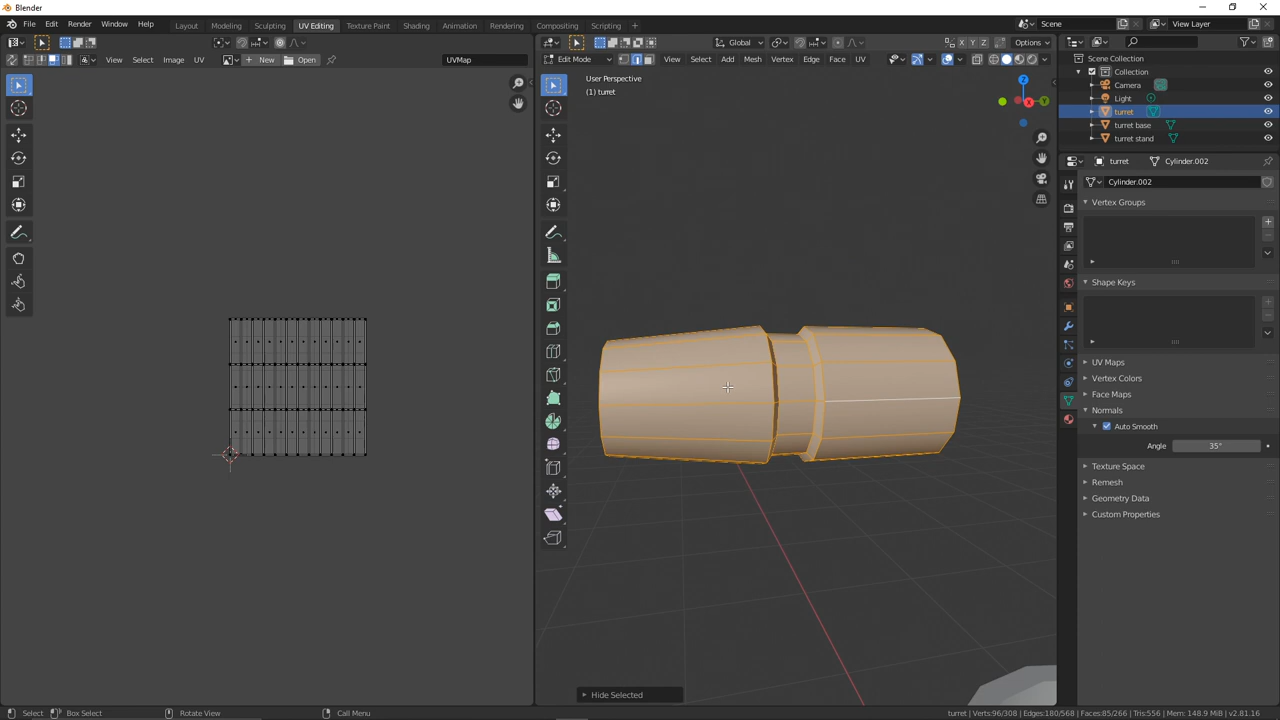 Blender
File Edit Render Window Help Layout Modeling Sculpting UV Editing Texture Paint Shading Animation Rendering Compositing Scripting + Scene View Layer
Global Options
View Select Image UV New Open UVMap Edit Mode View Select Add Mesh Vertex Edge Face UV
Scene Collection
Collection
Camera
Light
turret
turret base
turret stand
User Perspective
(1) turret
Z
X
Y
turret Cylinder.002
Cylinder.002
Vertex Groups
Shape Keys
UV Maps
Vertex Colors
Face Maps
Normals
Auto Smooth
Angle 35°
Texture Space
Remesh
Geometry Data
Custom Properties
Hide Selected
Select Box Select Rotate View Call Menu turret | Verts:96/308 | Edges:180/568 | Faces:85/266 | Tris:556 | Mem: 148.9 MiB | v2.81.16